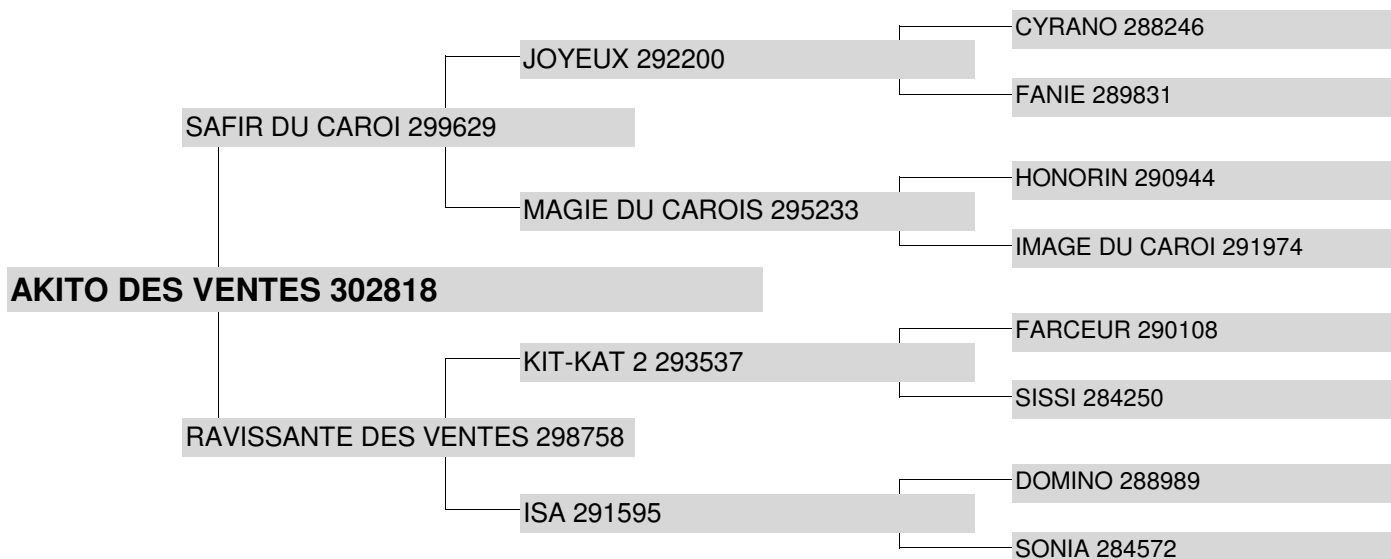 CYRANO 288246
JOYEUX 292200
FANIE 289831
SAFIR DU CAROI 299629
HONORIN 290944
MAGIE DU CAROIS 295233
IMAGE DU CAROI 291974
AKITO DES VENTES 302818
FARCEUR 290108
KIT-KAT 2 293537
SISSI 284250
RAVISSANTE DES VENTES 298758
DOMINO 288989
ISA 291595
SONIA 284572